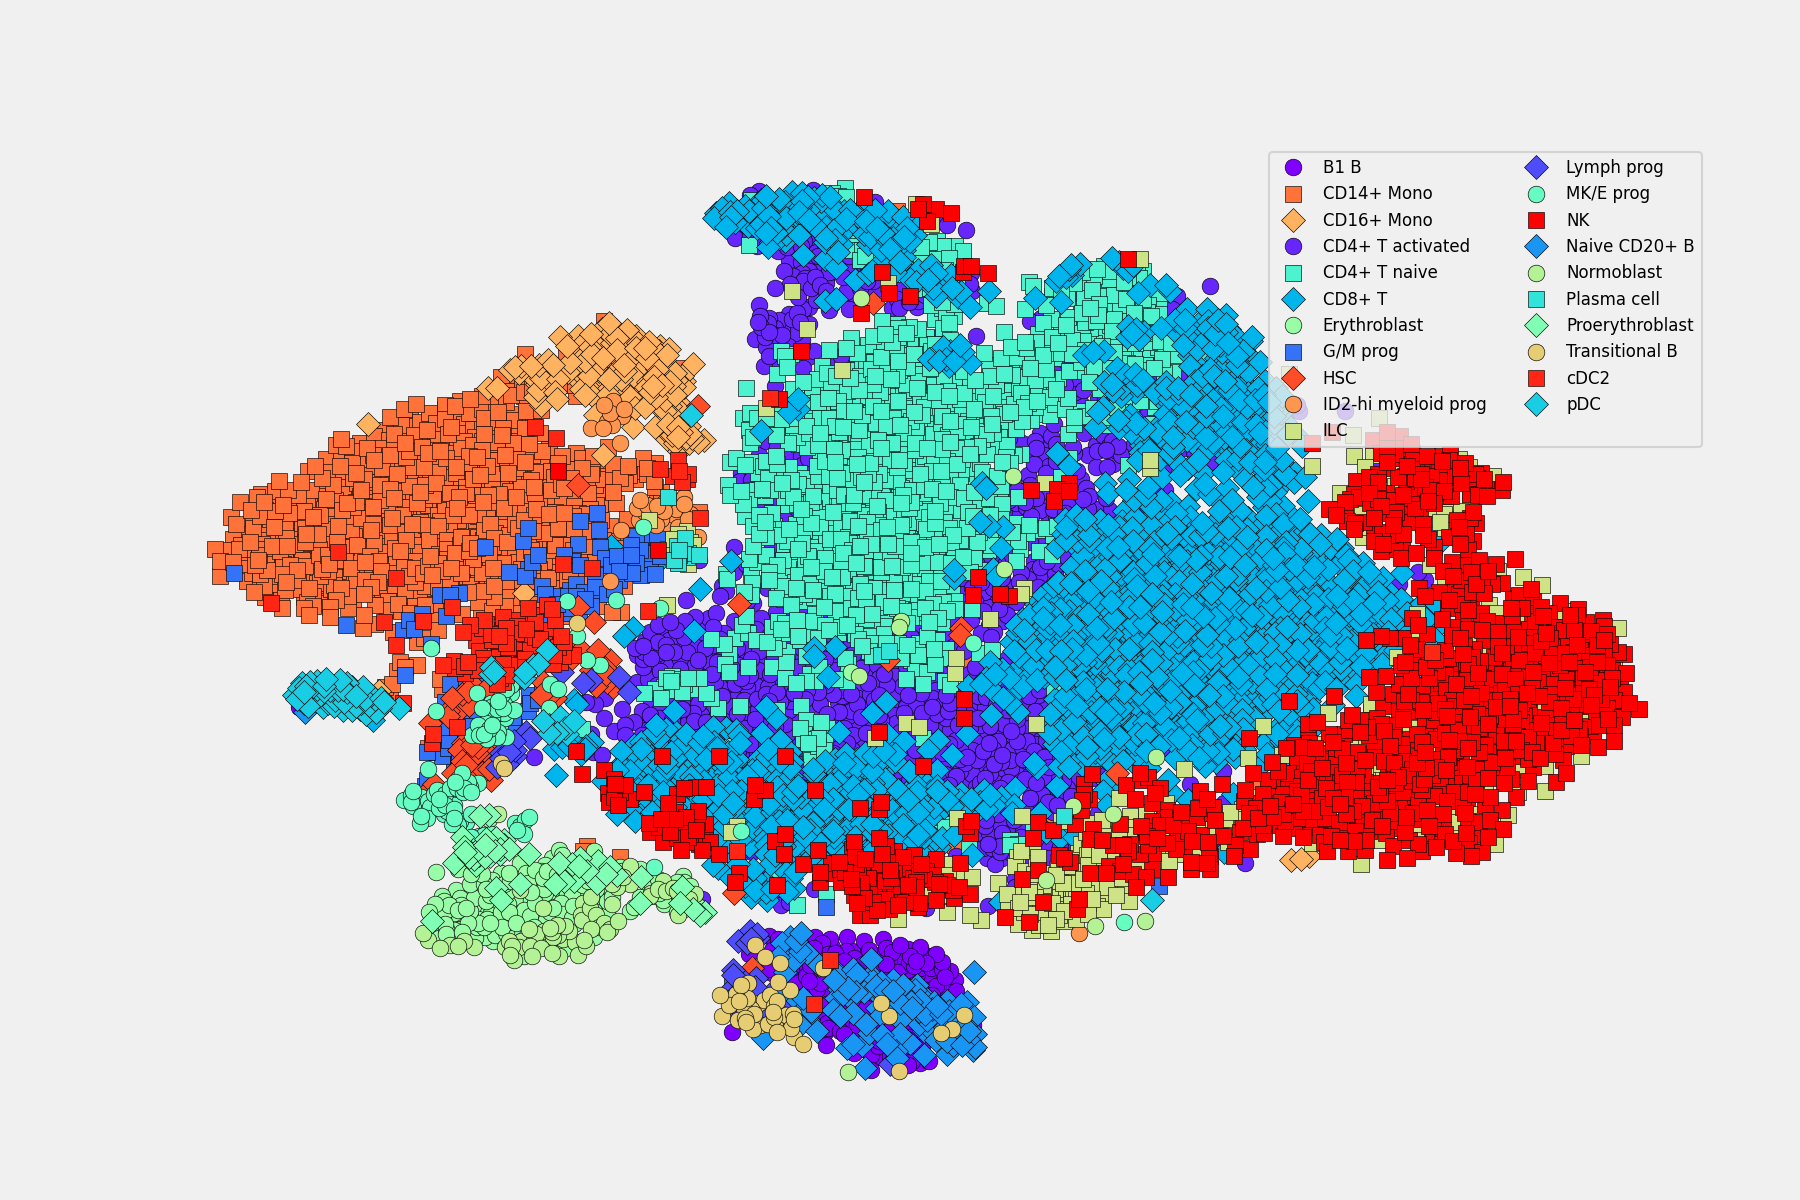 B1 B
CD14+ Mono
CD16+ Mono
CD4+ T activated
CD4+ T naive
CD8+ T
Erythroblast
G/M prog
HSC
ID2-hi myeloid prog
ILC
Lymph prog
MK/E prog
NK
Naive CD20+ B
Normoblast
Plasma cell
Proerythroblast
Transitional B
cDC2
pDC